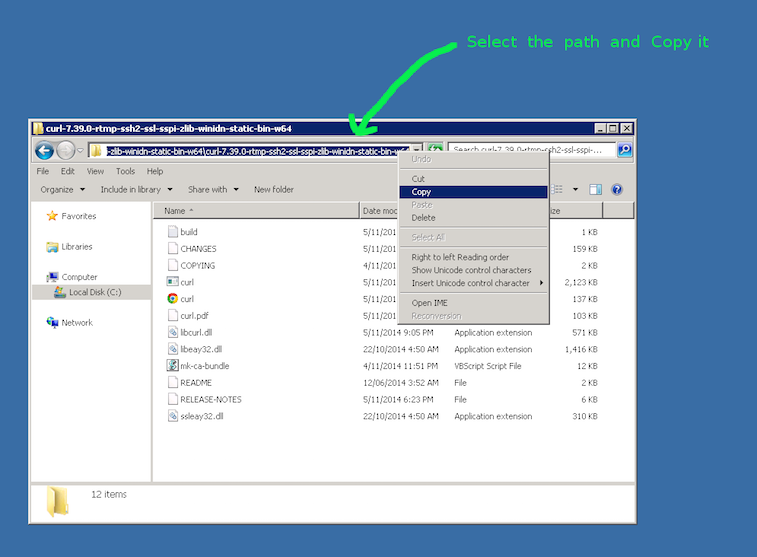 Select the path and Copy it
curl-7.39.0-rtmp-ssh2-ssl-sspi-zlib-winidn-static-bin-w64
-zlib-winidn-static-bin-w64\curl-7.39.0-rtmp-ssh2-ssl-sspi-zlib-winidn-static-bin-w64
Search curl-7.39.0-rtmp-ssh2-ssl-sspi-...
File Edit View Tools Help
Organize Include in library Share with New folder
Undo
Cut
Copy
Paste
Delete
Select All
Right to left Reading order
Show Unicode control characters
Insert Unicode control character
Open IME
Reconversion
Favorites
Libraries
Computer
Local Disk (C:)
Network
Name Date mod
build 5/11/201 1 KB
CHANGES 5/11/201 159 KB
COPYING 4/11/201 2 KB
curl 5/11/201 2,123 KB
curl 5/11/201 137 KB
curl.pdf 5/11/201 103 KB
libcurl.dll 5/11/2014 9:05 PM Application extension 571 KB
libeay32.dll 22/10/2014 4:50 AM Application extension 1,416 KB
mk-ca-bundle 4/11/2014 11:51 PM VBScript Script File 12 KB
README 12/06/2014 3:52 AM File 2 KB
RELEASE-NOTES 5/11/2014 6:23 PM File 6 KB
ssleay32.dll 22/10/2014 4:50 AM Application extension 310 KB
12 items